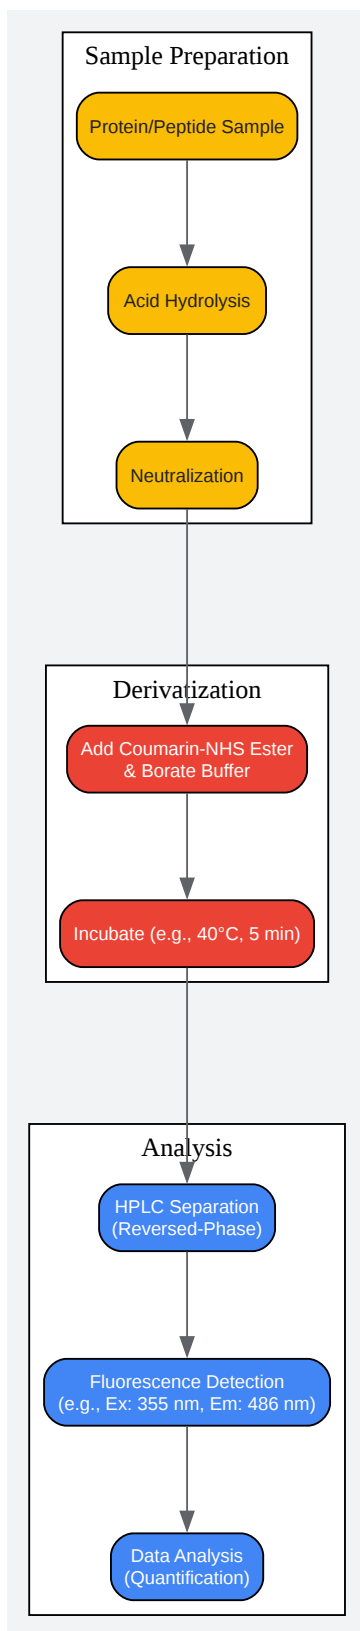 Sample Preparation
Protein/Peptide Sample
Acid Hydrolysis
Neutralization
Derivatization
Add Coumarin-NHS Ester
& Borate Buffer
Incubate (e.g., 40°C, 5 min)
Analysis
HPLC Separation
(Reversed-Phase)
Fluorescence Detection
(e.g., Ex: 355 nm, Em: 486 nm)
Data Analysis
(Quantification)